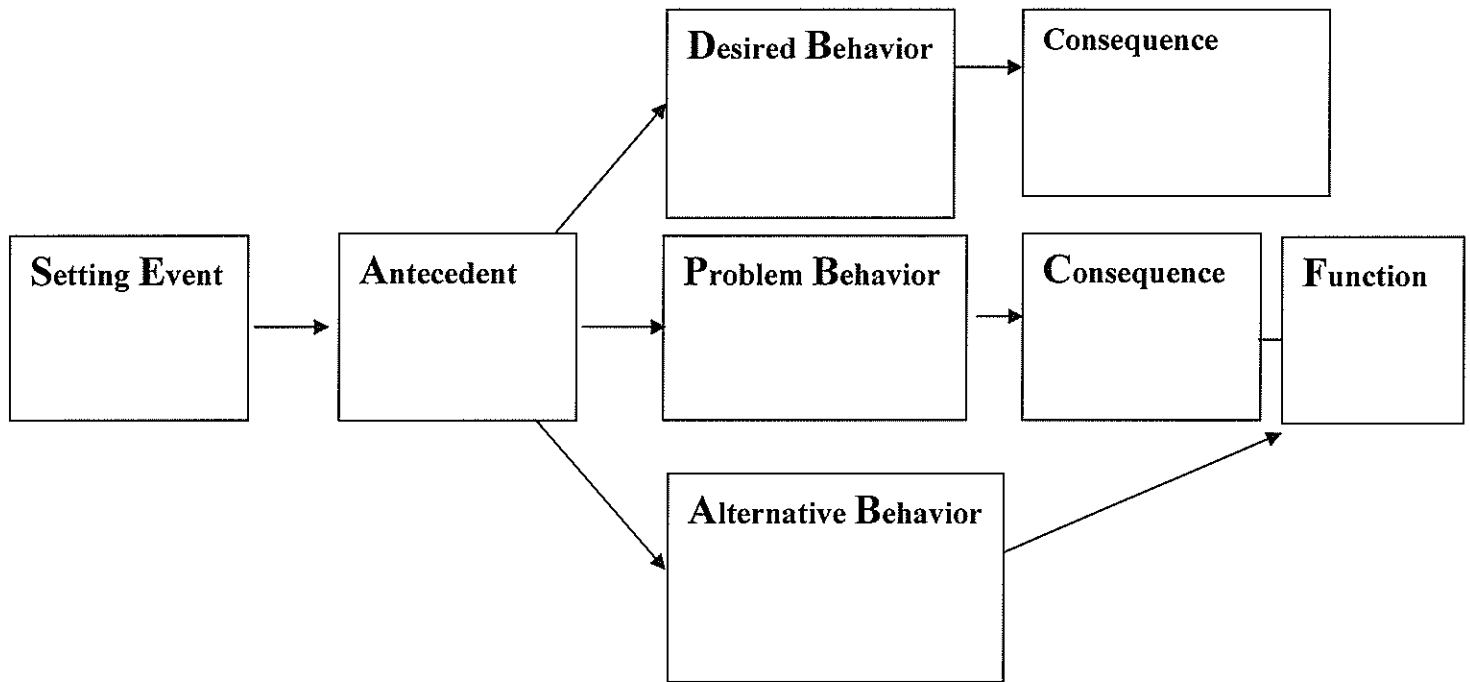 Desired Behavior
Consequence
Setting Event
Antecedent
Problem Behavior
Consequence
Function
Alternative Behavior